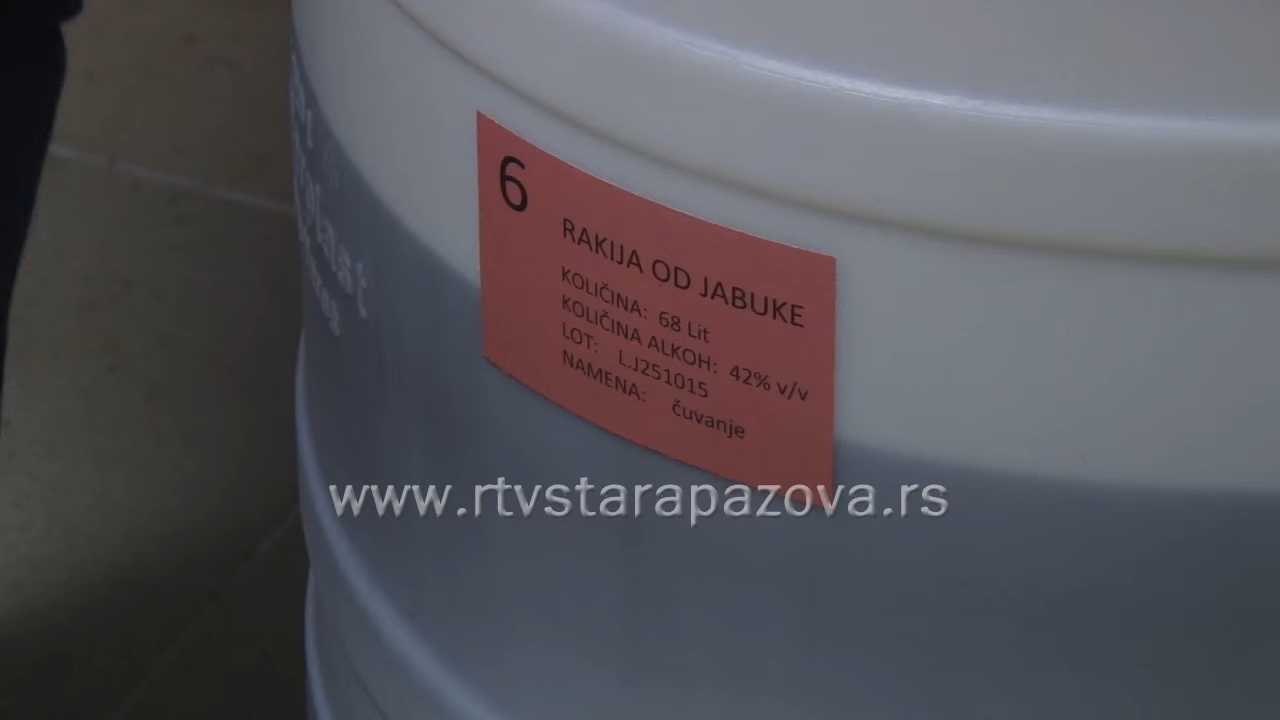 6
RAKIJA OD JABUKE
KOLIČINA: 68 Lit
KOLIČINA ALKOH: 42% v/v
LOT: L.J251015
NAMENA: čuvanje
www.rtvstarapazova.rs